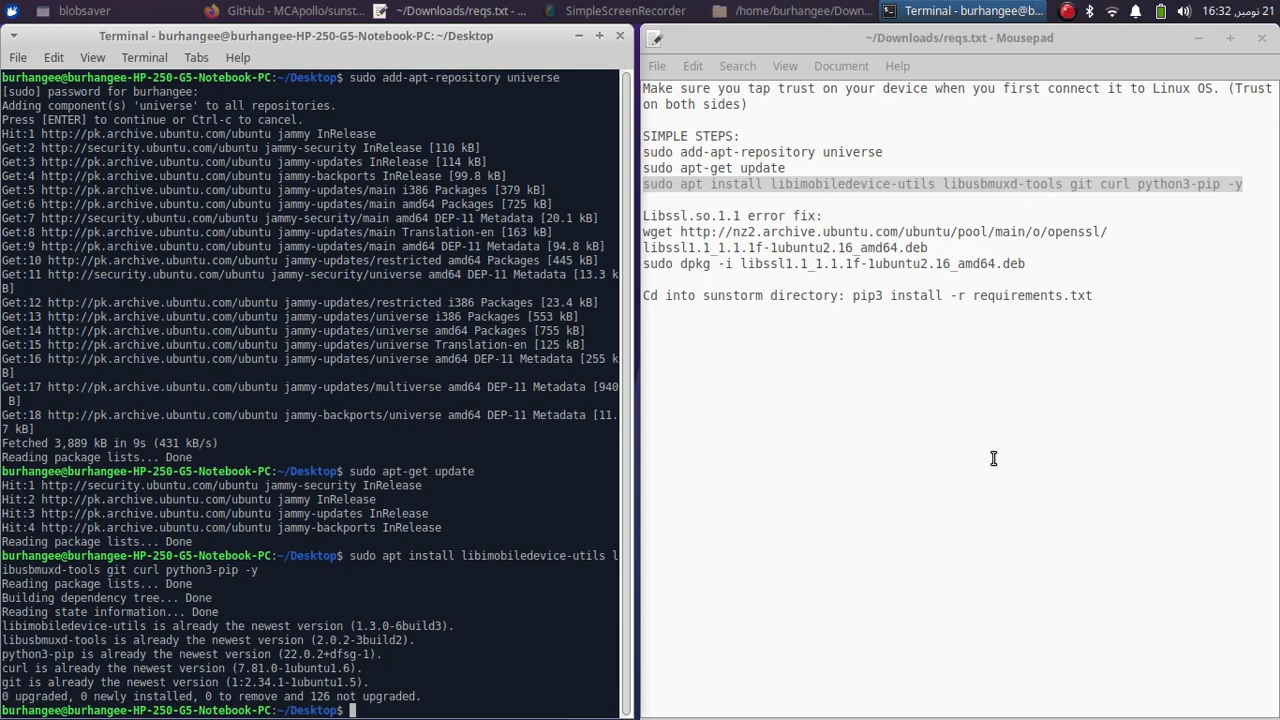 blobsaver
GitHub - MCApollo/sunst...
~/Downloads/reqs.txt - ...
SimpleScreenRecorder
/home/burhangee/Down...
Terminal - burhangee@b...
16:32 ,نومبر 21
Terminal - burhangee@burhangee-HP-250-G5-Notebook-PC: ~/Desktop
File Edit View Terminal Tabs Help
burhangee@burhangee-HP-250-G5-Notebook-PC:~/Desktop$ sudo add-apt-repository universe
[sudo] password for burhangee:
Adding component(s) 'universe' to all repositories.
Press [ENTER] to continue or Ctrl-c to cancel.
Hit:1 http://pk.archive.ubuntu.com/ubuntu jammy InRelease
Get:2 http://security.ubuntu.com/ubuntu jammy-security InRelease [110 kB]
Get:3 http://pk.archive.ubuntu.com/ubuntu jammy-updates InRelease [114 kB]
Get:4 http://pk.archive.ubuntu.com/ubuntu jammy-backports InRelease [99.8 kB]
Get:5 http://pk.archive.ubuntu.com/ubuntu jammy-updates/main i386 Packages [379 kB]
Get:6 http://pk.archive.ubuntu.com/ubuntu jammy-updates/main amd64 Packages [725 kB]
Get:7 http://security.ubuntu.com/ubuntu jammy-security/main amd64 DEP-11 Metadata [20.1 kB]
Get:8 http://pk.archive.ubuntu.com/ubuntu jammy-updates/main Translation-en [163 kB]
Get:9 http://pk.archive.ubuntu.com/ubuntu jammy-updates/main amd64 DEP-11 Metadata [94.8 kB]
Get:10 http://pk.archive.ubuntu.com/ubuntu jammy-updates/restricted amd64 Packages [445 kB]
Get:11 http://security.ubuntu.com/ubuntu jammy-security/universe amd64 DEP-11 Metadata [13.3 k
B]
Get:12 http://pk.archive.ubuntu.com/ubuntu jammy-updates/restricted i386 Packages [23.4 kB]
Get:13 http://pk.archive.ubuntu.com/ubuntu jammy-updates/universe i386 Packages [553 kB]
Get:14 http://pk.archive.ubuntu.com/ubuntu jammy-updates/universe amd64 Packages [755 kB]
Get:15 http://pk.archive.ubuntu.com/ubuntu jammy-updates/universe Translation-en [125 kB]
Get:16 http://pk.archive.ubuntu.com/ubuntu jammy-updates/universe amd64 DEP-11 Metadata [255 k
B]
Get:17 http://pk.archive.ubuntu.com/ubuntu jammy-updates/multiverse amd64 DEP-11 Metadata [940
 B]
Get:18 http://pk.archive.ubuntu.com/ubuntu jammy-backports/universe amd64 DEP-11 Metadata [11.
7 kB]
Fetched 3,889 kB in 9s (431 kB/s)
Reading package lists... Done
burhangee@burhangee-HP-250-G5-Notebook-PC:~/Desktop$ sudo apt-get update
Hit:1 http://security.ubuntu.com/ubuntu jammy-security InRelease
Hit:2 http://pk.archive.ubuntu.com/ubuntu jammy InRelease
Hit:3 http://pk.archive.ubuntu.com/ubuntu jammy-updates InRelease
Hit:4 http://pk.archive.ubuntu.com/ubuntu jammy-backports InRelease
Reading package lists... Done
burhangee@burhangee-HP-250-G5-Notebook-PC:~/Desktop$ sudo apt install libimobiledevice-utils l
ibusbmuxd-tools git curl python3-pip -y
Reading package lists... Done
Building dependency tree... Done
Reading state information... Done
libimobiledevice-utils is already the newest version (1.3.0-6build3).
libusbmuxd-tools is already the newest version (2.0.2-3build2).
python3-pip is already the newest version (22.0.2+dfsg-1).
curl is already the newest version (7.81.0-1ubuntu1.6).
git is already the newest version (1:2.34.1-1ubuntu1.5).
0 upgraded, 0 newly installed, 0 to remove and 126 not upgraded.
burhangee@burhangee-HP-250-G5-Notebook-PC:~/Desktop$
~/Downloads/reqs.txt - Mousepad
File Edit Search View Document Help
Make sure you tap trust on your device when you first connect it to Linux OS. (Trust
on both sides)
SIMPLE STEPS:
sudo add-apt-repository universe
sudo apt-get update
sudo apt install libimobiledevice-utils libusbmuxd-tools git curl python3-pip -y
Libssl.so.1.1 error fix:
wget http://nz2.archive.ubuntu.com/ubuntu/pool/main/o/openssl/
libssl1.1_1.1.1f-1ubuntu2.16_amd64.deb
sudo dpkg -i libssl1.1_1.1.1f-1ubuntu2.16_amd64.deb
Cd into sunstorm directory: pip3 install -r requirements.txt